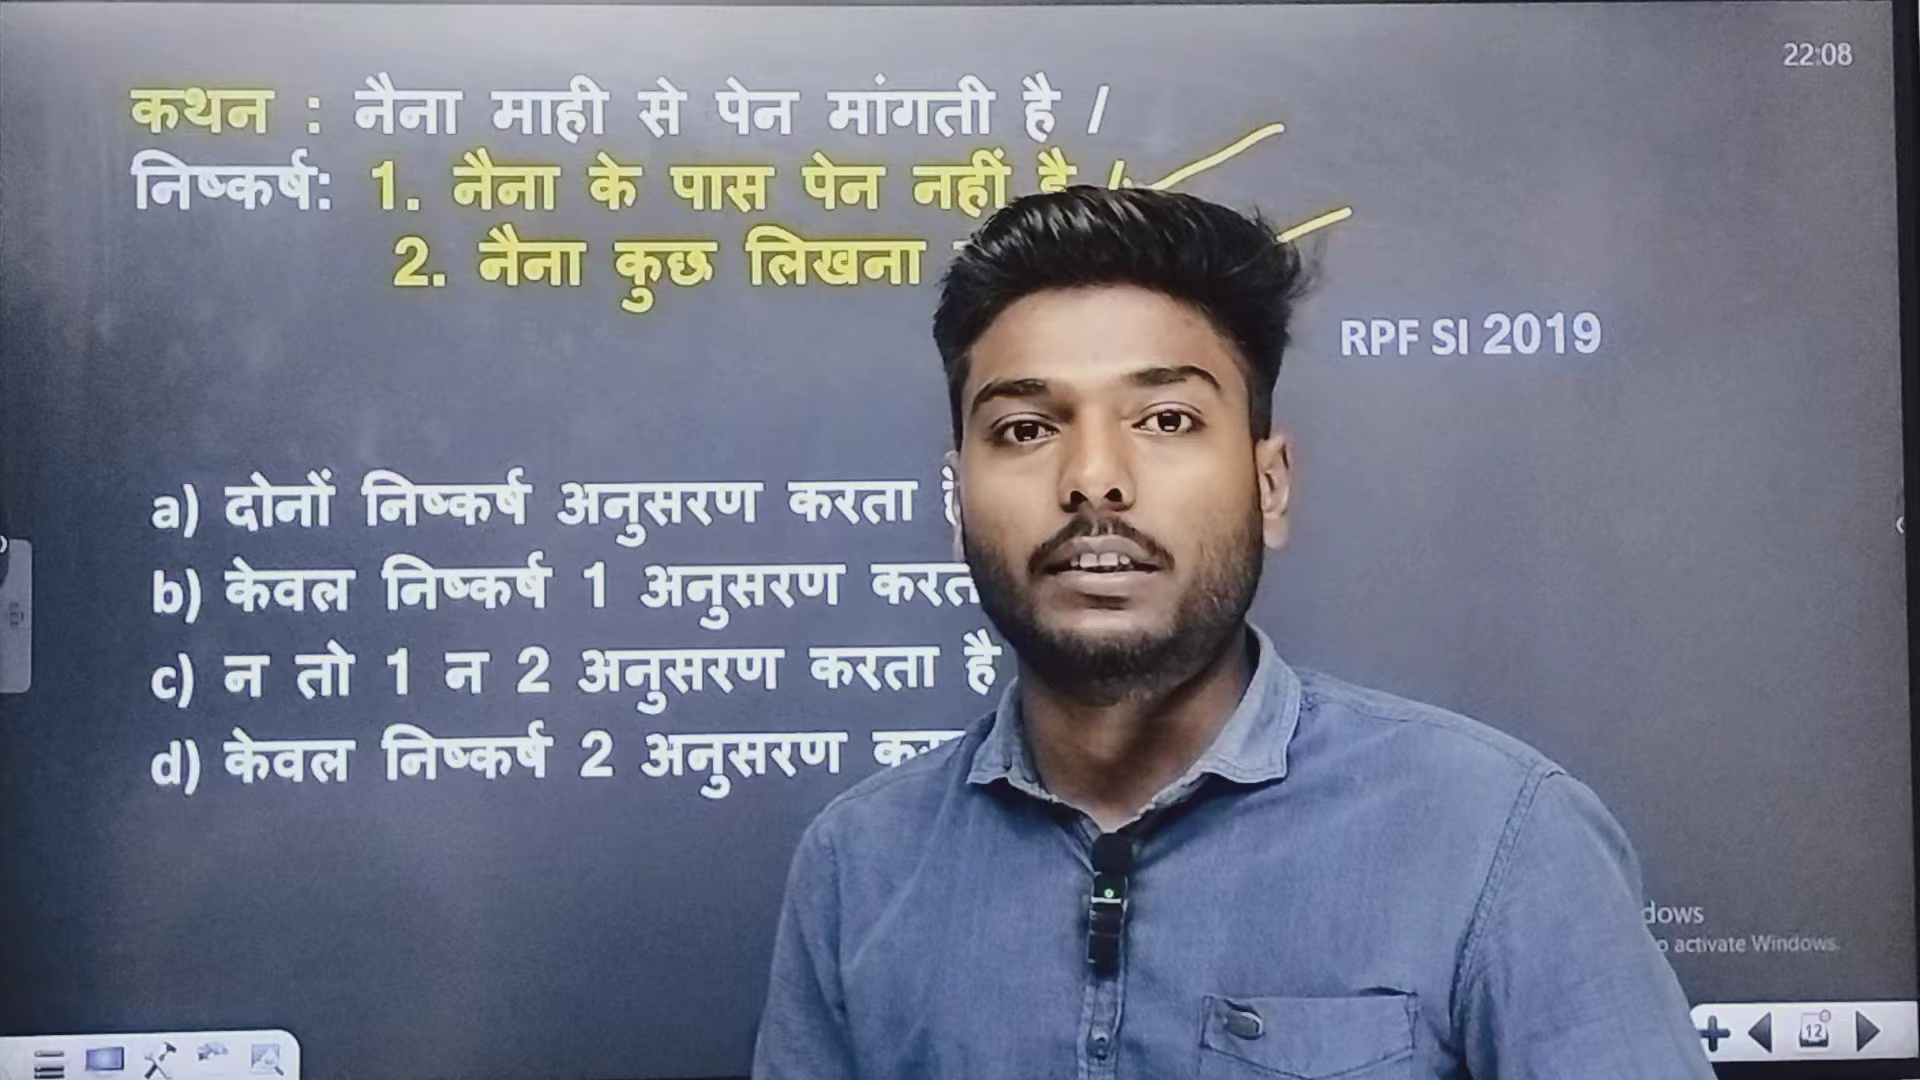 22:08
कथन : नैना माही से पेन मांगती है /
निष्कर्ष: 1. नैना के पास पेन नहीं है /
2. नैना कुछ लिखना
RPF SI 2019
a) दोनों निष्कर्ष अनुसरण करता
b) केवल निष्कर्ष 1 अनुसरण
c) न तो 1 न 2 अनुसरण करता है
d) केवल निष्कर्ष 2 अनुसरण
activate Windows.
12